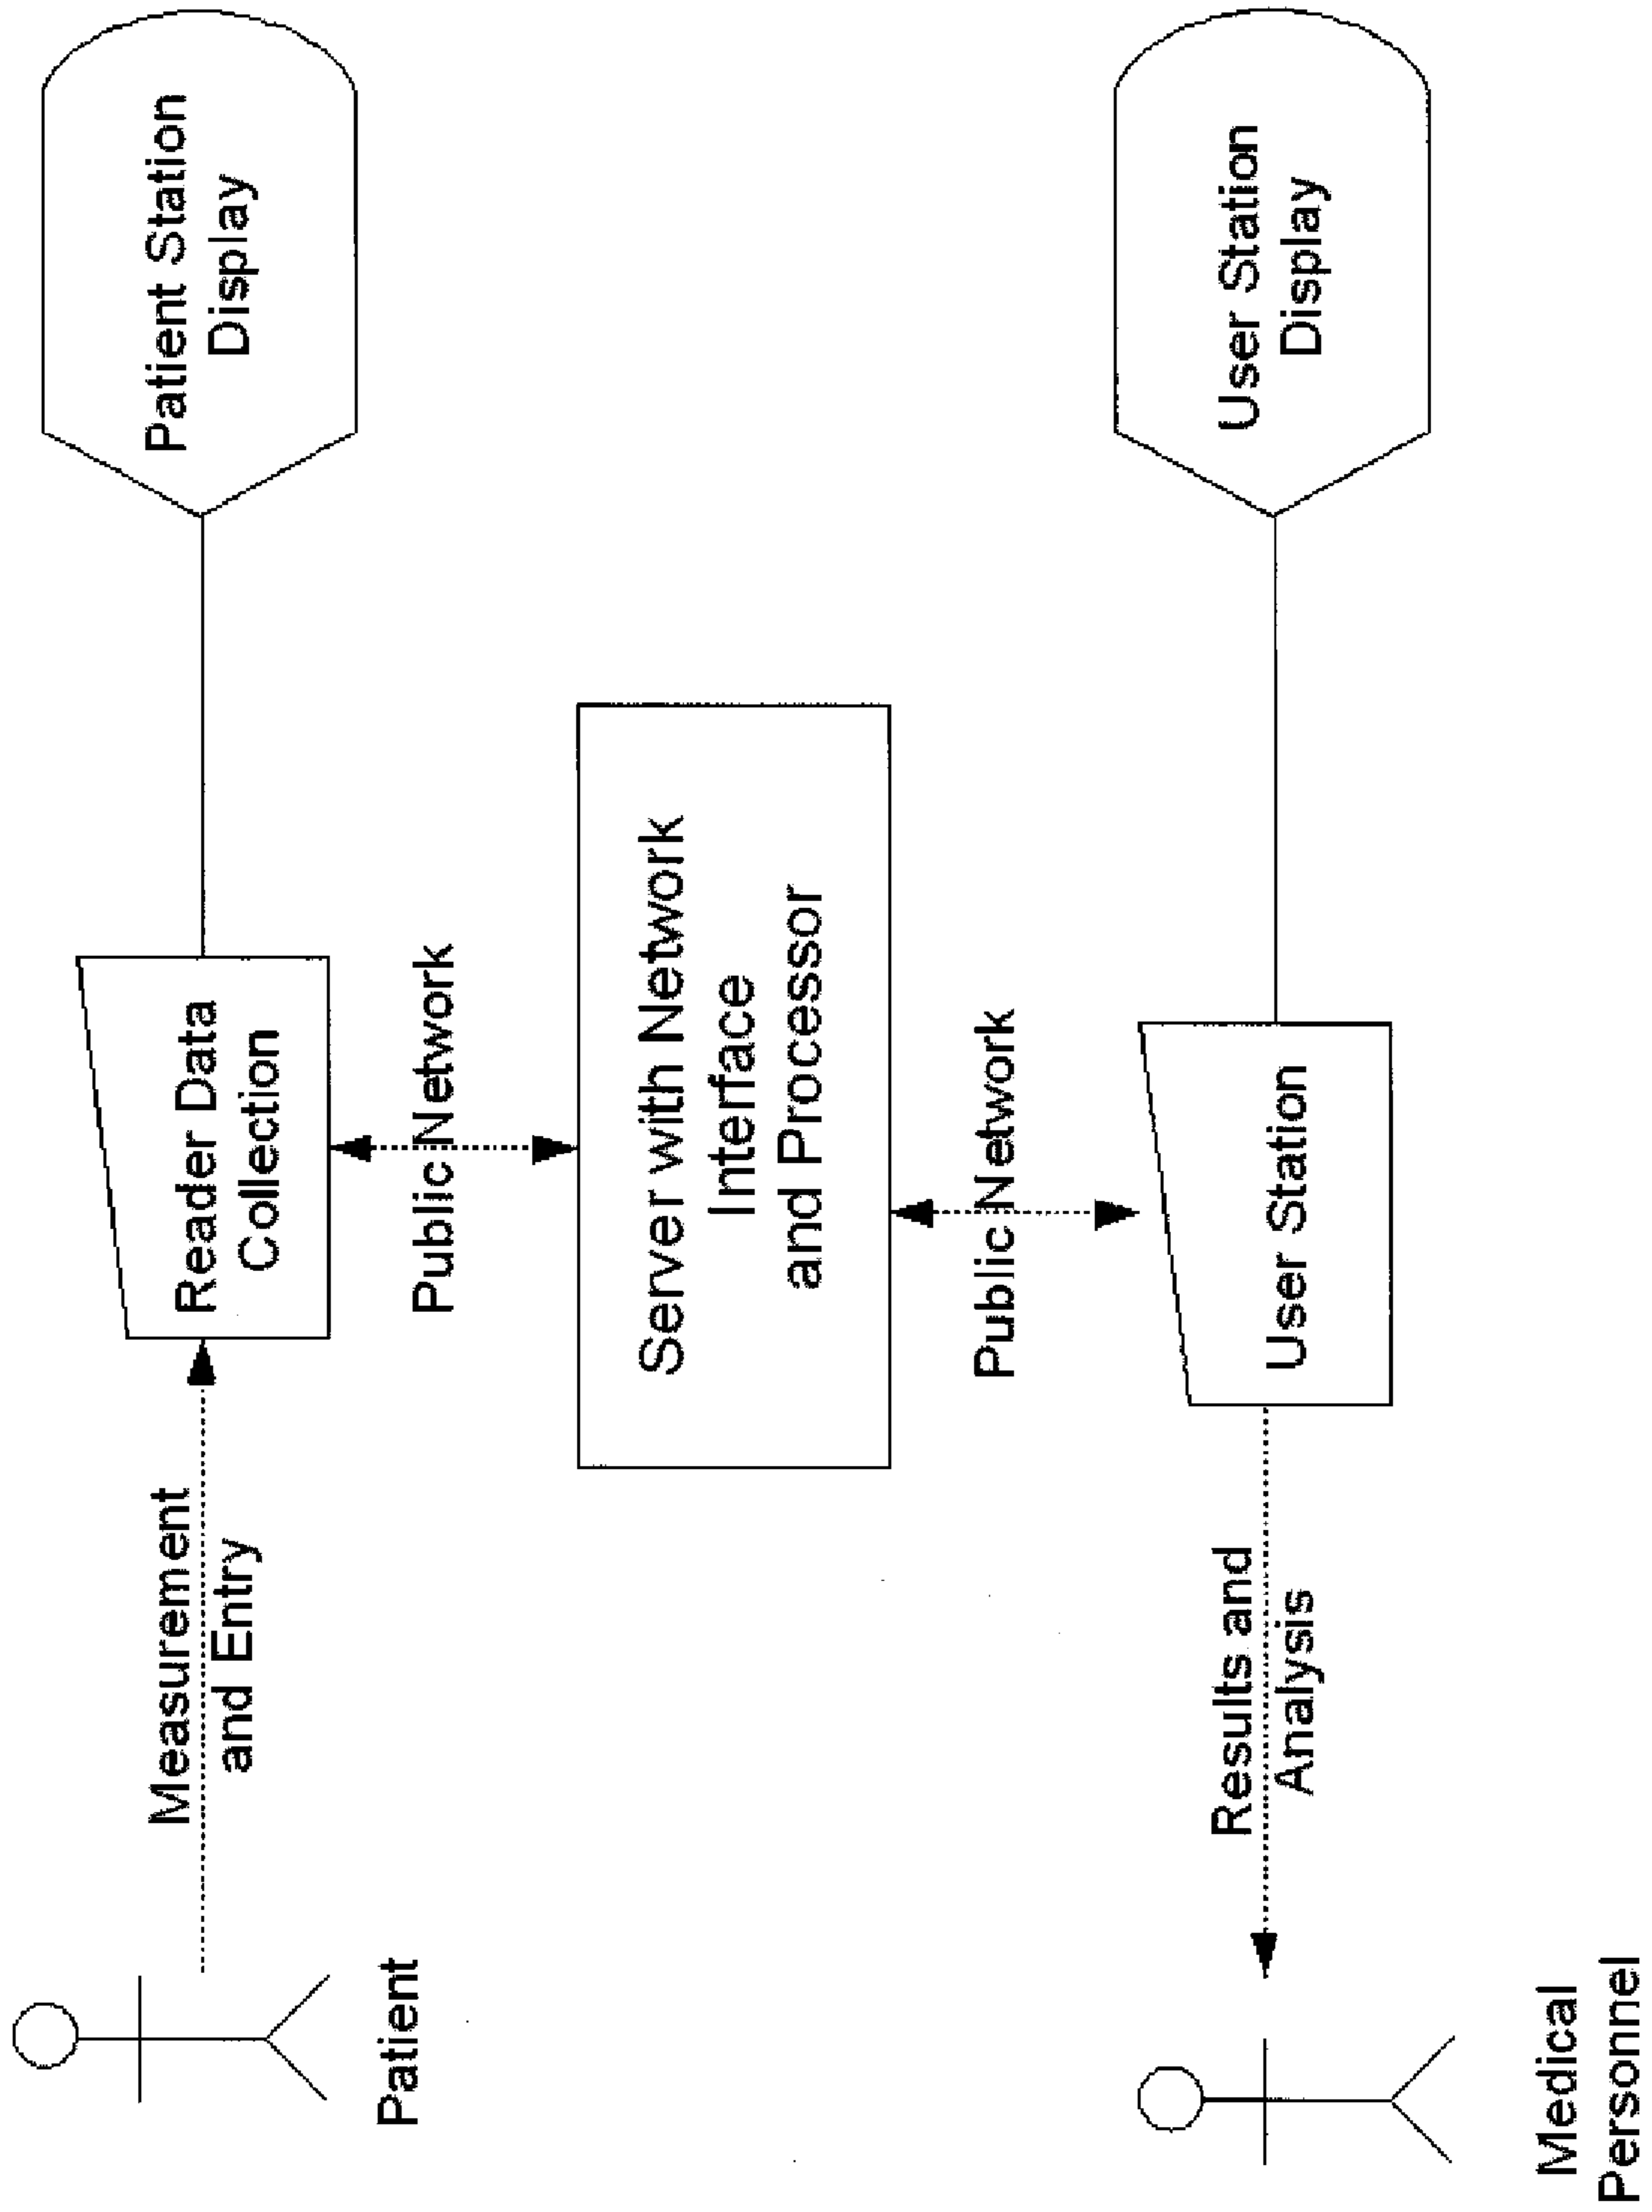 Patient
Measurement
and Entry
Reader Data
Collection
Patient Station
Display
Public Network
Server with Network
Interface
and Processor
Public Network
Medical
Personnel
Results and
Analysis
User Station
User Station
Display